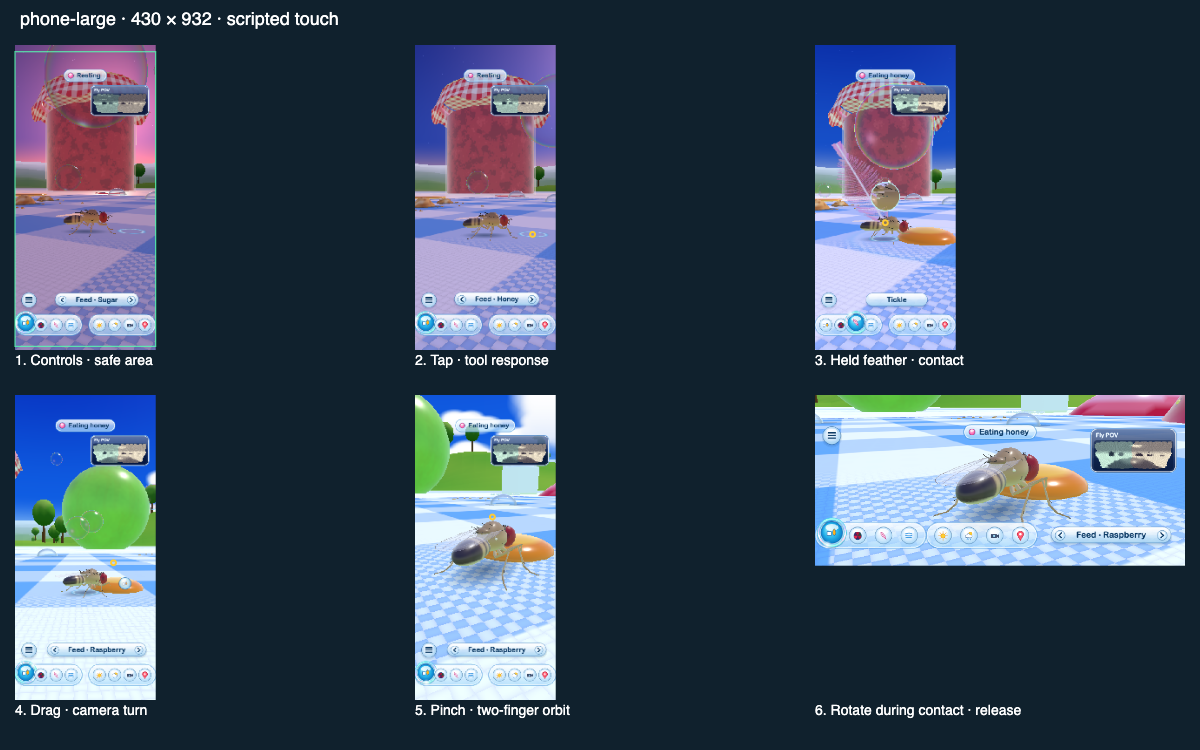 phone-large · 430 × 932 · scripted touch
Resting
Fly POV
Feed · Sugar
1. Controls · safe area
Resting
Fly POV
Feed · Honey
2. Tap · tool response
Eating honey
Fly POV
Tickle
3. Held feather · contact
Eating honey
Fly POV
Feed · Raspberry
4. Drag · camera turn
Eating honey
Fly POV
Feed · Raspberry
5. Pinch · two-finger orbit
Eating honey
Fly POV
Feed · Raspberry
6. Rotate during contact · release